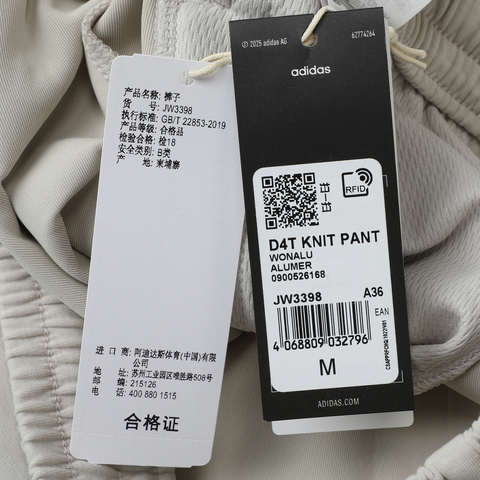 产品名称: 裤子
货 号: JW3398
执行标准: GB/T 22853-2019
产品等级: 合格品
检验合格: 检18
安全类别: B类
产 地: 柬埔寨
进 口 商: 阿迪达斯体育(中国)有限
公司
地 址: 苏州工业园区唯胜路508号
邮 编: 215126
电 话: 400 880 1515
合格证
© 2025 adidas AG
62774264
adidas
RFID
D4T KNIT PANT
WONALU
ALUMER
0900526168
JW3398 A36
EAN
4 068809 032796
M
ADIDAS.COM